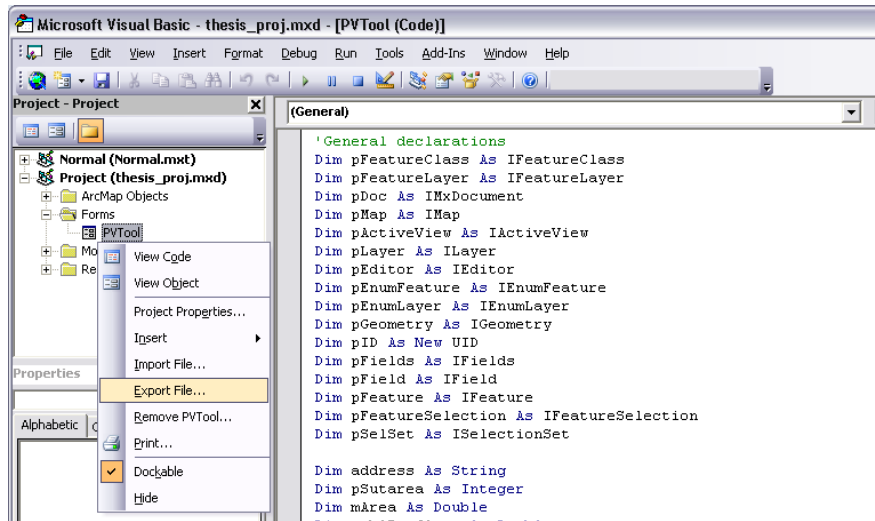 Microsoft Visual Basic - thesis_proj.mxd - [PVTool (Code)]
File Edit View Insert Format Debug Run Tools Add-Ins Window Help
Project - Project
(General)
Normal (Normal.mxt)
Project (thesis_proj.mxd)
ArcMap Objects
Forms
PVTool
Mo
Re
View Code
View Object
Project Properties...
Insert
Import File...
Export File...
Remove PVTool...
Print...
Dockable
Hide
Properties
Alphabetic
'General declarations
Dim pFeatureClass As IFeatureClass
Dim pFeatureLayer As IFeatureLayer
Dim pDoc As IMxDocument
Dim pMap As IMap
Dim pActiveView As IActiveView
Dim pLayer As ILayer
Dim pEditor As IEditor
Dim pEnumFeature As IEnumFeature
Dim pEnumLayer As IEnumLayer
Dim pGeometry As IGeometry
Dim pID As New UID
Dim pFields As IFields
Dim pField As IField
Dim pFeature As IFeature
Dim pFeatureSelection As IFeatureSelection
Dim pSelSet As ISelectionSet
Dim address As String
Dim pSutarea As Integer
Dim mArea As Double